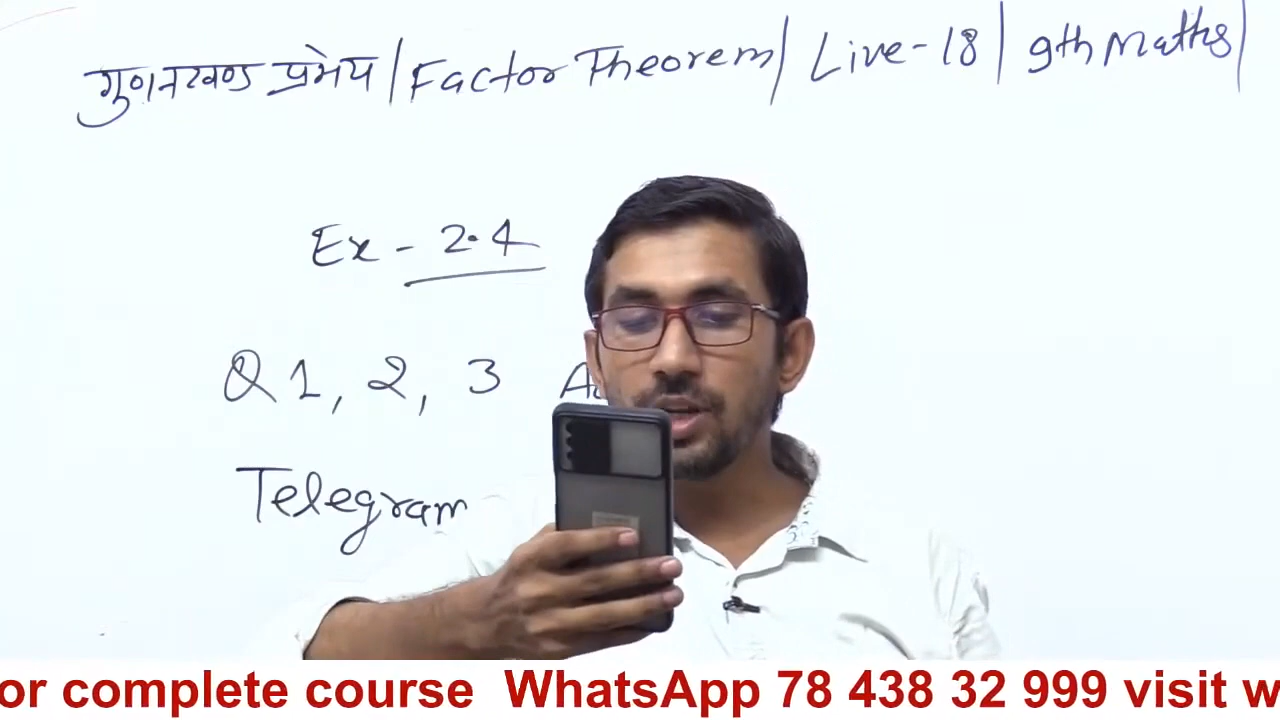 गुणनखण्ड प्रमेय | Factor Theorem | Live-18 | 9th Maths |
Ex - 2.4
Q 1, 2, 3
Telegram
or complete course WhatsApp 78 438 32 999 visit w